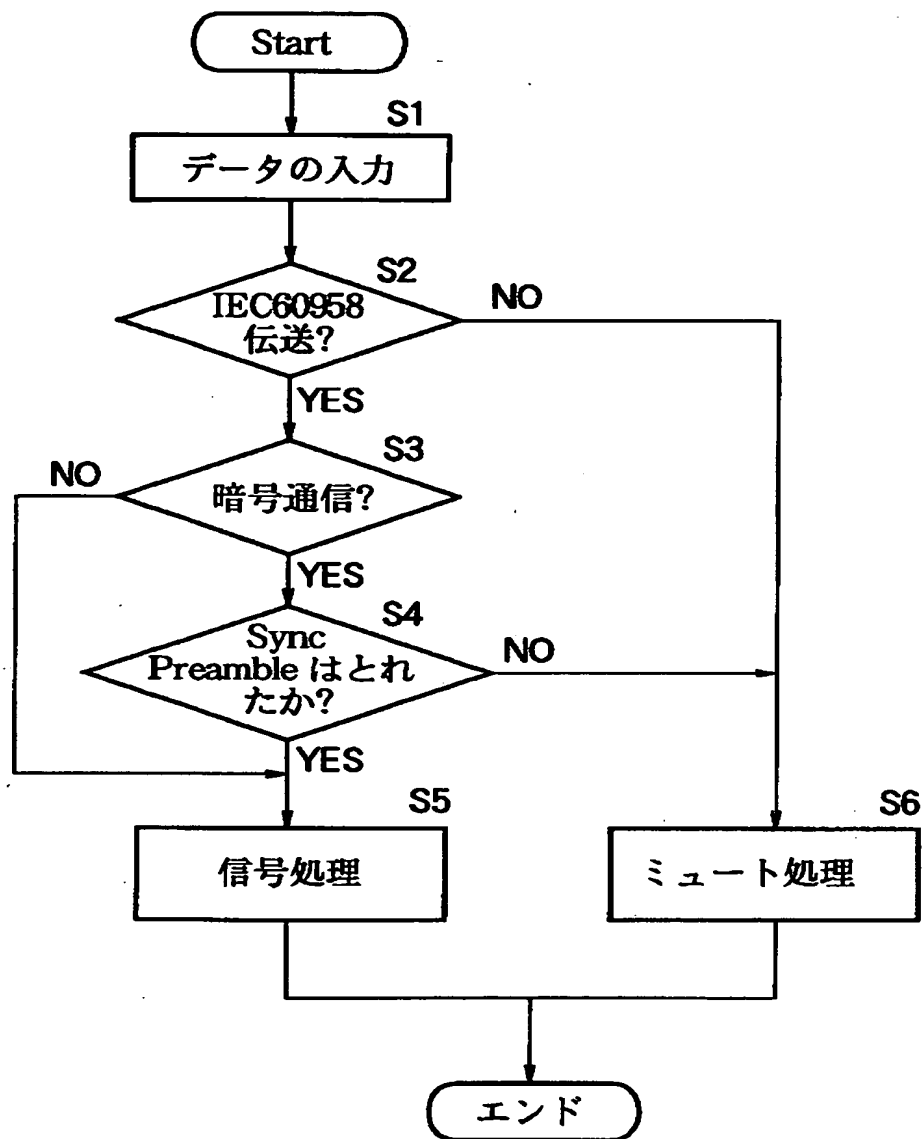 Start
S1
データの入力
S2
IEC60958
伝送?
NO
YES
S3
NO
暗号通信?
YES
S4
Sync
Preamble はとれ
たか?
NO
YES
S5
信号処理
S6
ミュート処理
エンド